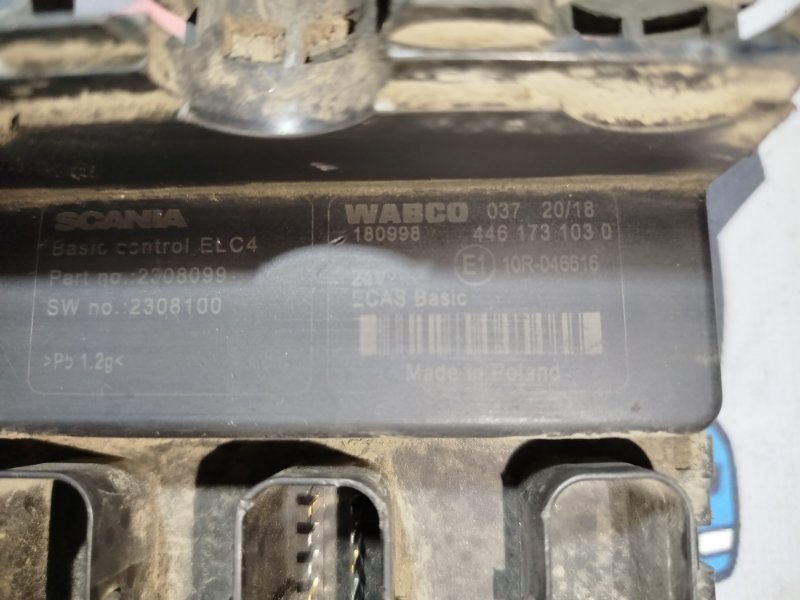 SCANIA
Basic control ELC4
Part no.:2308099
SW no.:2308100
>Pb 1.2g<
WABCO 037 20/18
180998 446 173 103 0
E1 10R-046616
24V
ECAS Basic
Made in Poland